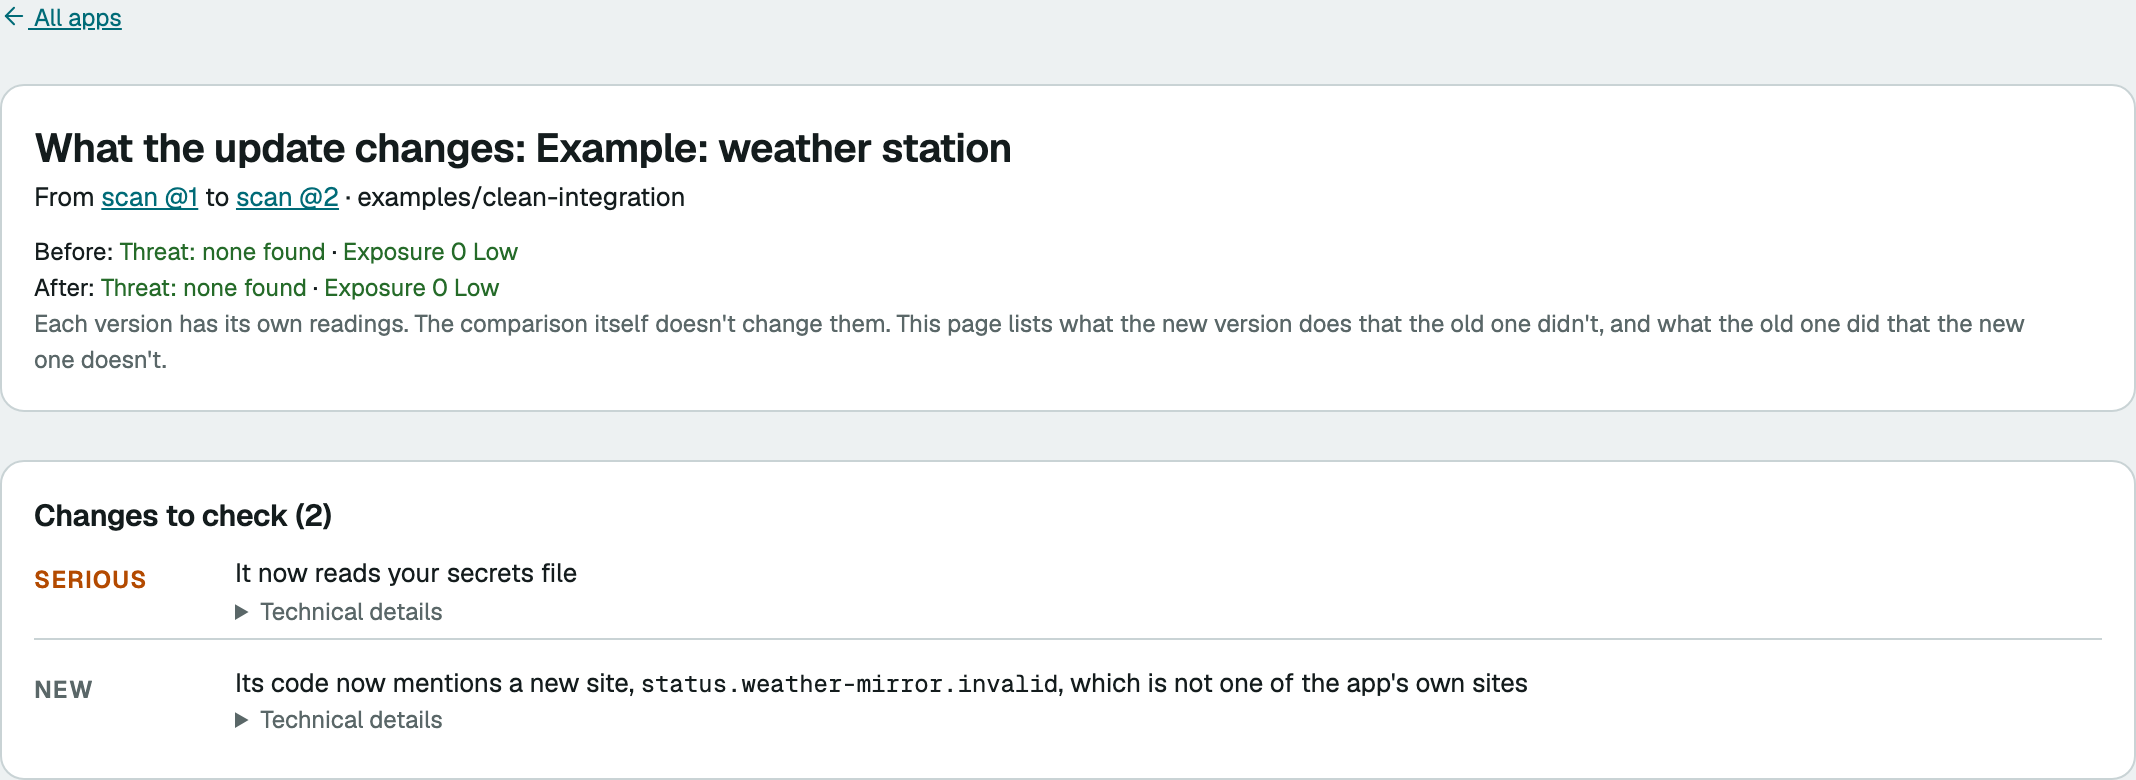 ← All apps
What the update changes: Example: weather station
From scan @1 to scan @2 · examples/clean-integration
Before: Threat: none found · Exposure 0 Low
After: Threat: none found · Exposure 0 Low
Each version has its own readings. The comparison itself doesn't change them. This page lists what the new version does that the old one didn't, and what the old one did that the new
one doesn't.
Changes to check (2)
SERIOUS It now reads your secrets file
▶ Technical details
NEW Its code now mentions a new site, status.weather-mirror.invalid, which is not one of the app's own sites
▶ Technical details